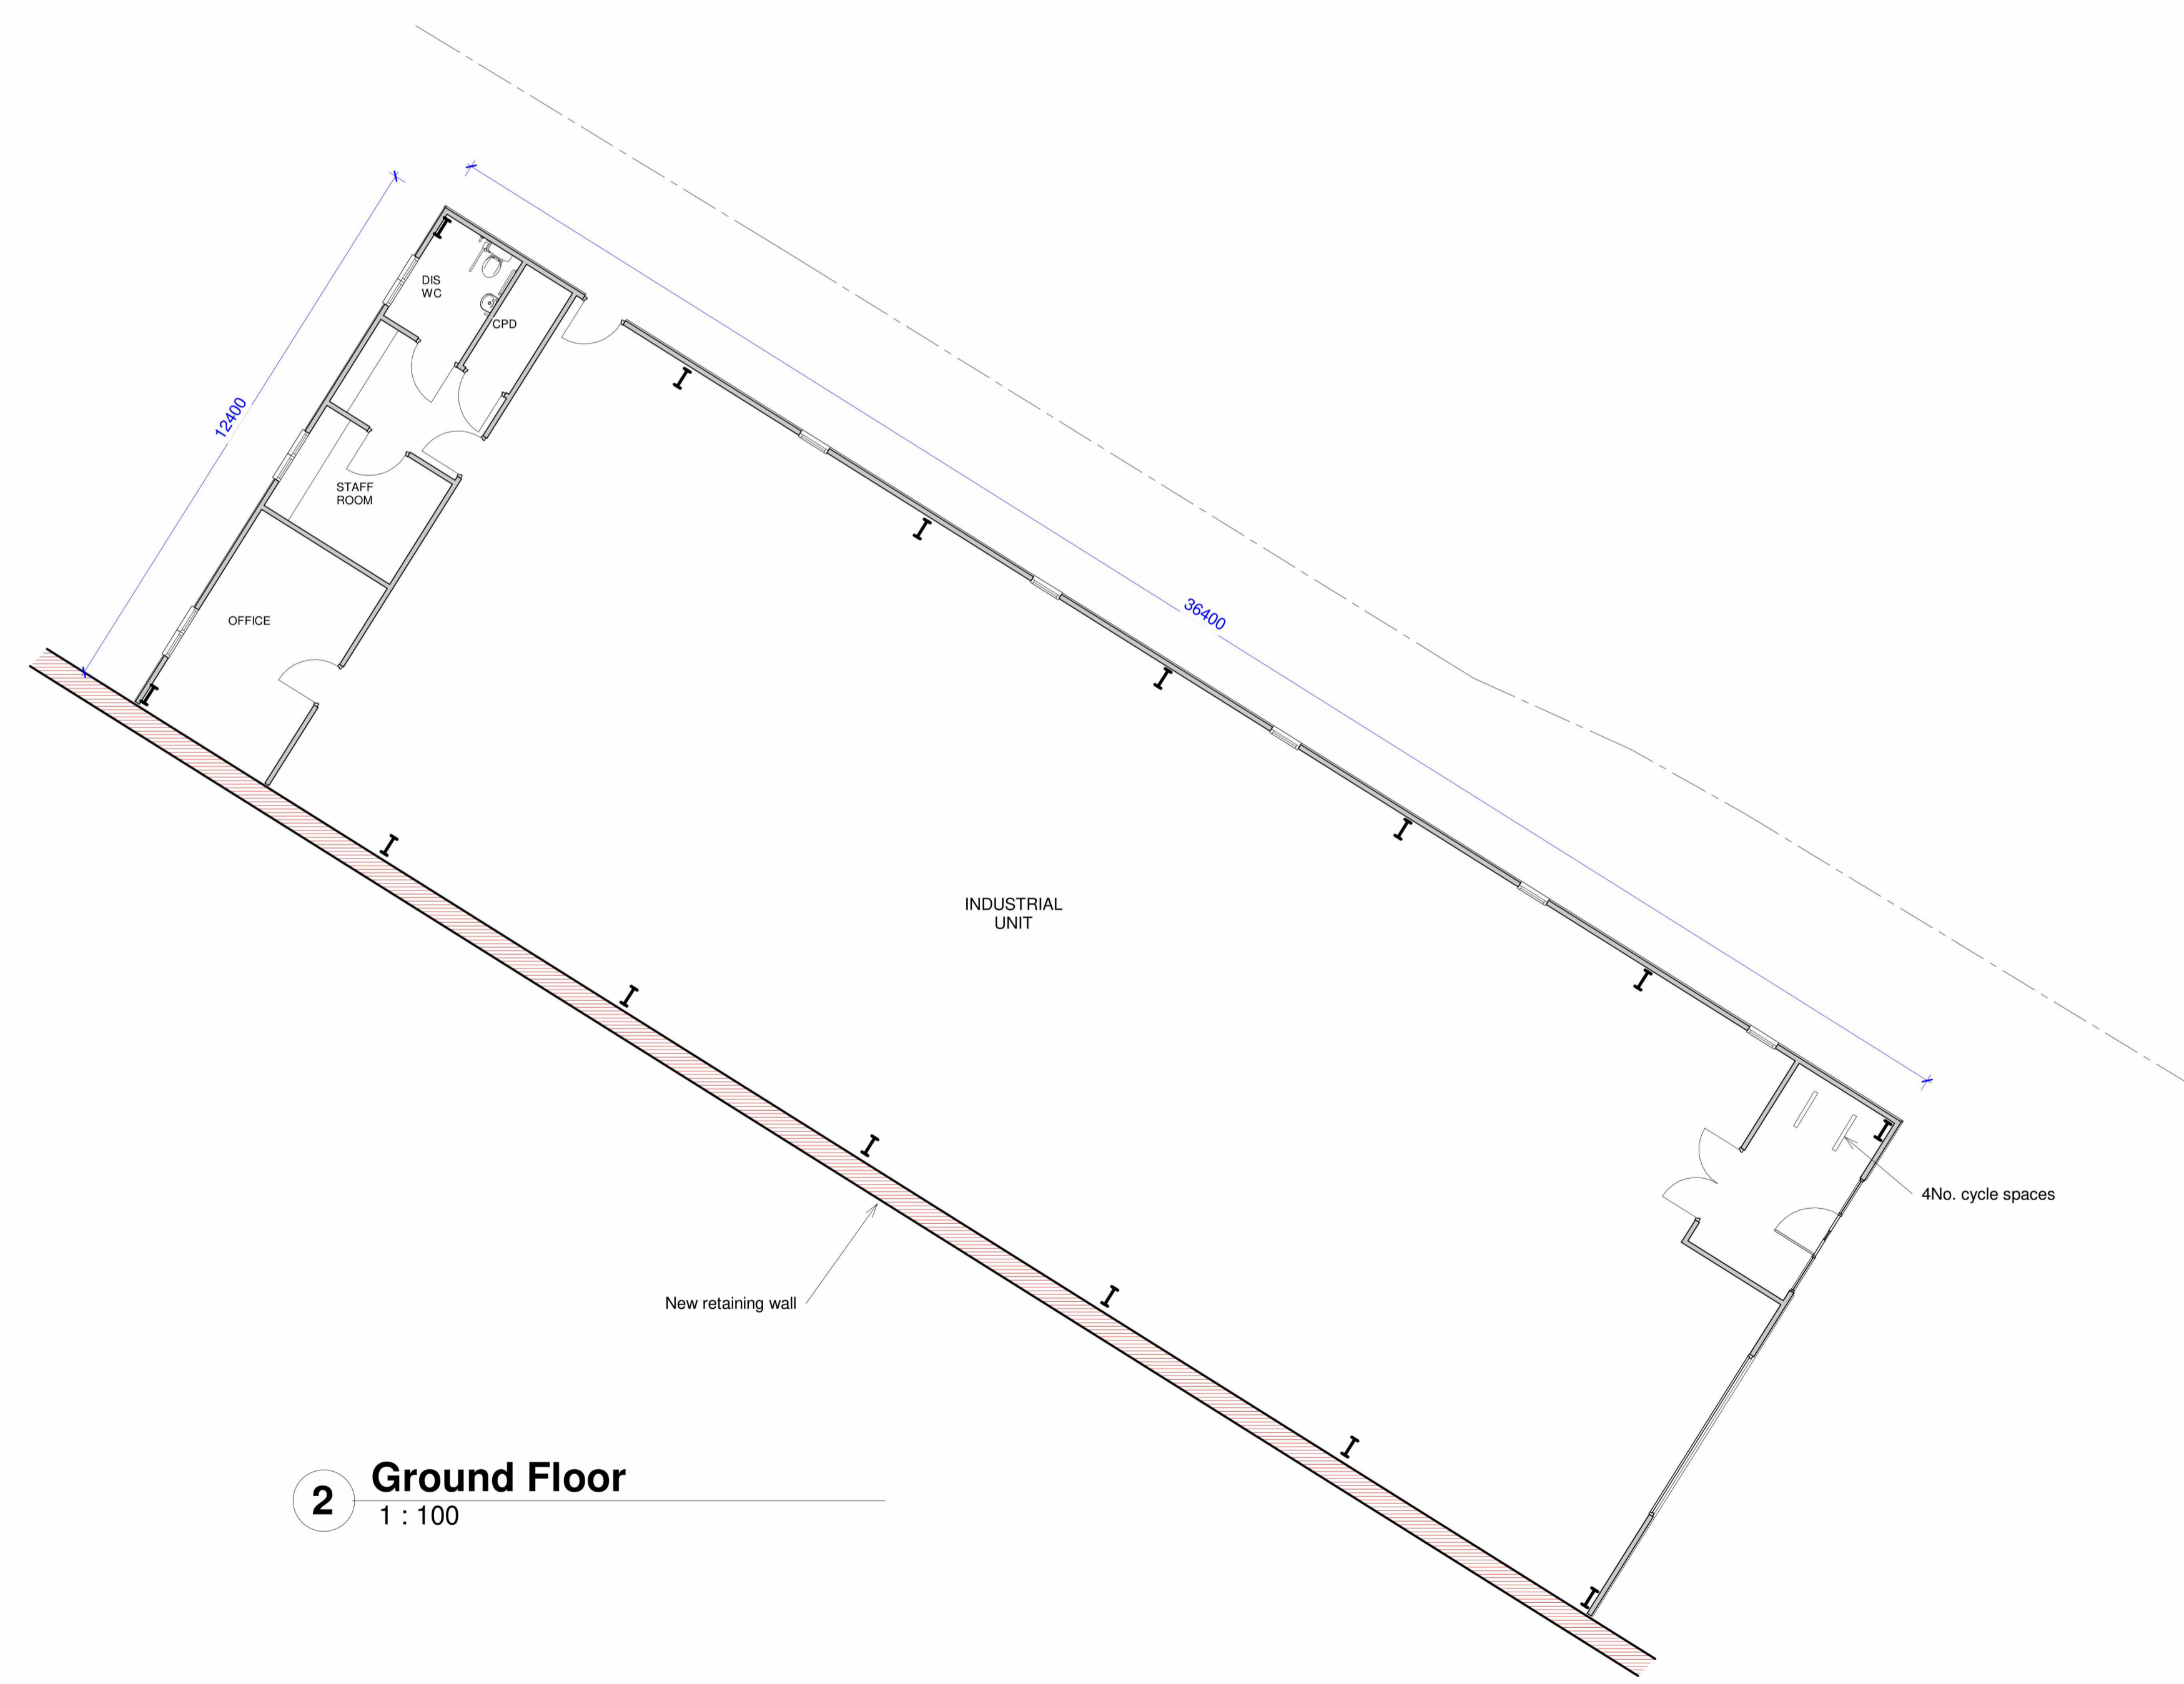 12400
36400
DIS
WC
CPD
STAFF
ROOM
OFFICE
INDUSTRIAL
UNIT
4No. cycle spaces
New retaining wall
2
Ground Floor
1 : 100